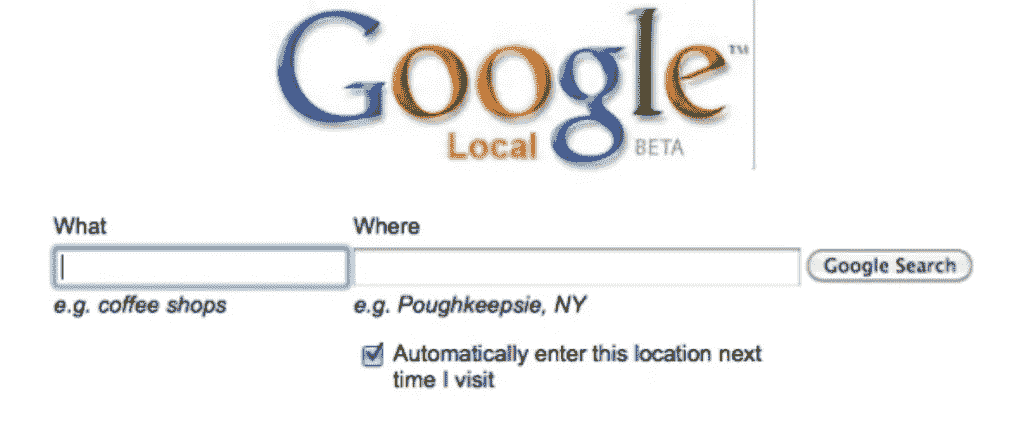 Google™
Local BETA
What Where
Google Search
e.g. coffee shops e.g. Poughkeepsie, NY
Automatically enter this location next
time I visit